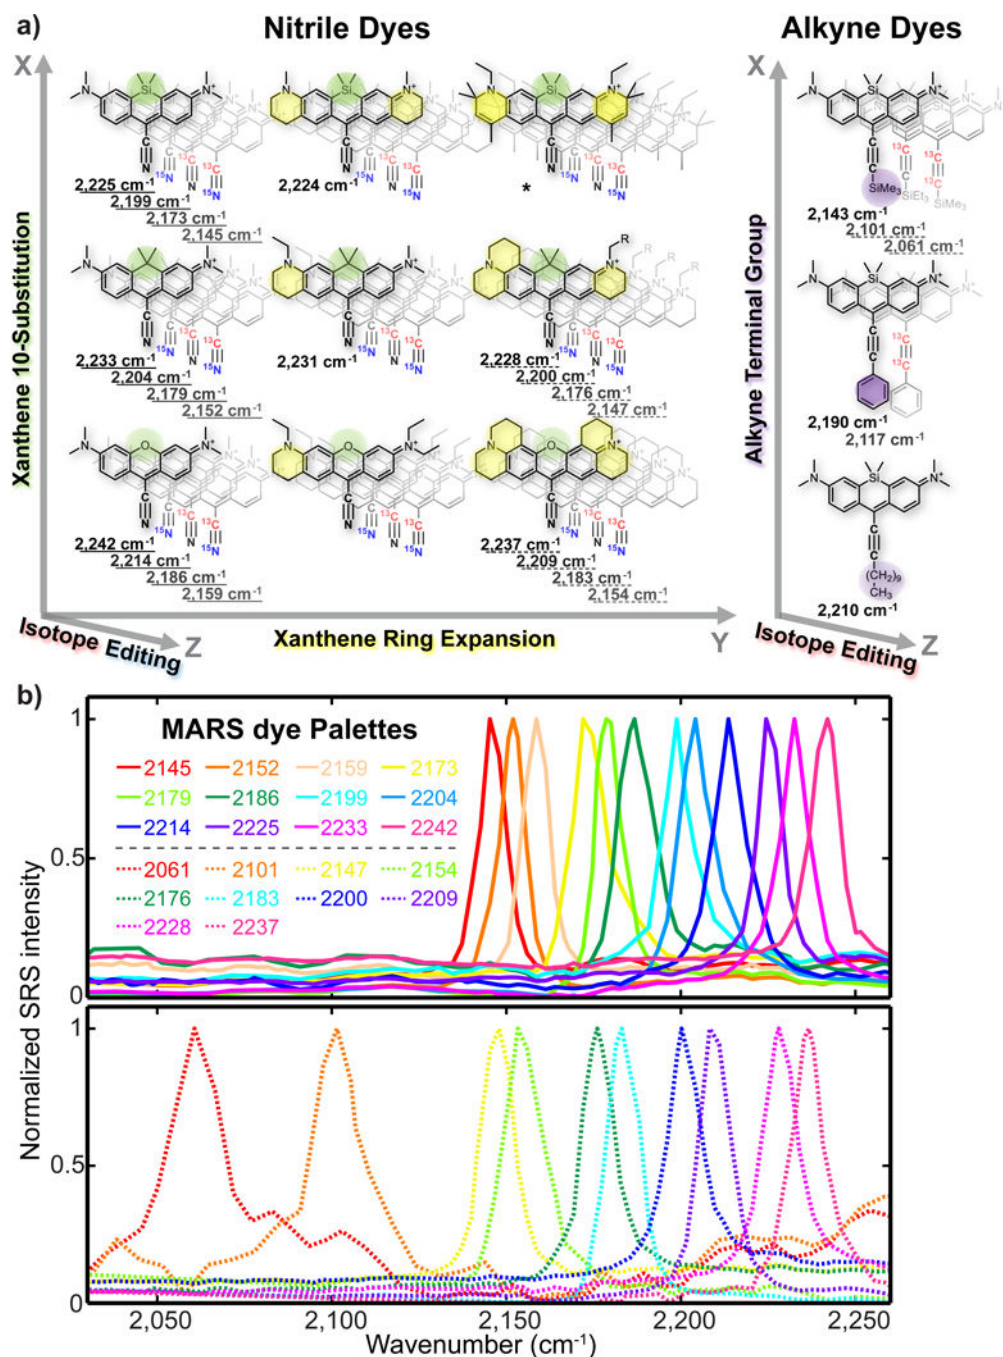 a)
Nitrile Dyes
Alkyne Dyes
X
Xanthene 10-Substitution
2,225 cm⁻¹
2,199 cm⁻¹
2,173 cm⁻¹
2,145 cm⁻¹
2,224 cm⁻¹
*
2,233 cm⁻¹
2,204 cm⁻¹
2,179 cm⁻¹
2,152 cm⁻¹
2,231 cm⁻¹
2,228 cm⁻¹
2,200 cm⁻¹
2,176 cm⁻¹
2,147 cm⁻¹
2,242 cm⁻¹
2,214 cm⁻¹
2,186 cm⁻¹
2,159 cm⁻¹
2,237 cm⁻¹
2,209 cm⁻¹
2,183 cm⁻¹
2,154 cm⁻¹
Isotope Editing
Z
Xanthene Ring Expansion
Y
X
Alkyne Terminal Group
SiMe₃
SiEt₃
SiMe₃
2,143 cm⁻¹
2,101 cm⁻¹
2,061 cm⁻¹
2,190 cm⁻¹
2,117 cm⁻¹
(CH₂)₉
CH₃
2,210 cm⁻¹
Isotope Editing
Z
b)
MARS dye Palettes
2145 2152 2159 2173
2179 2186 2199 2204
2214 2225 2233 2242
2061 2101 2147 2154
2176 2183 2200 2209
2228 2237
Normalized SRS intensity
1
0.5
0
1
0.5
0
2,050 2,100 2,150 2,200 2,250
Wavenumber (cm⁻¹)